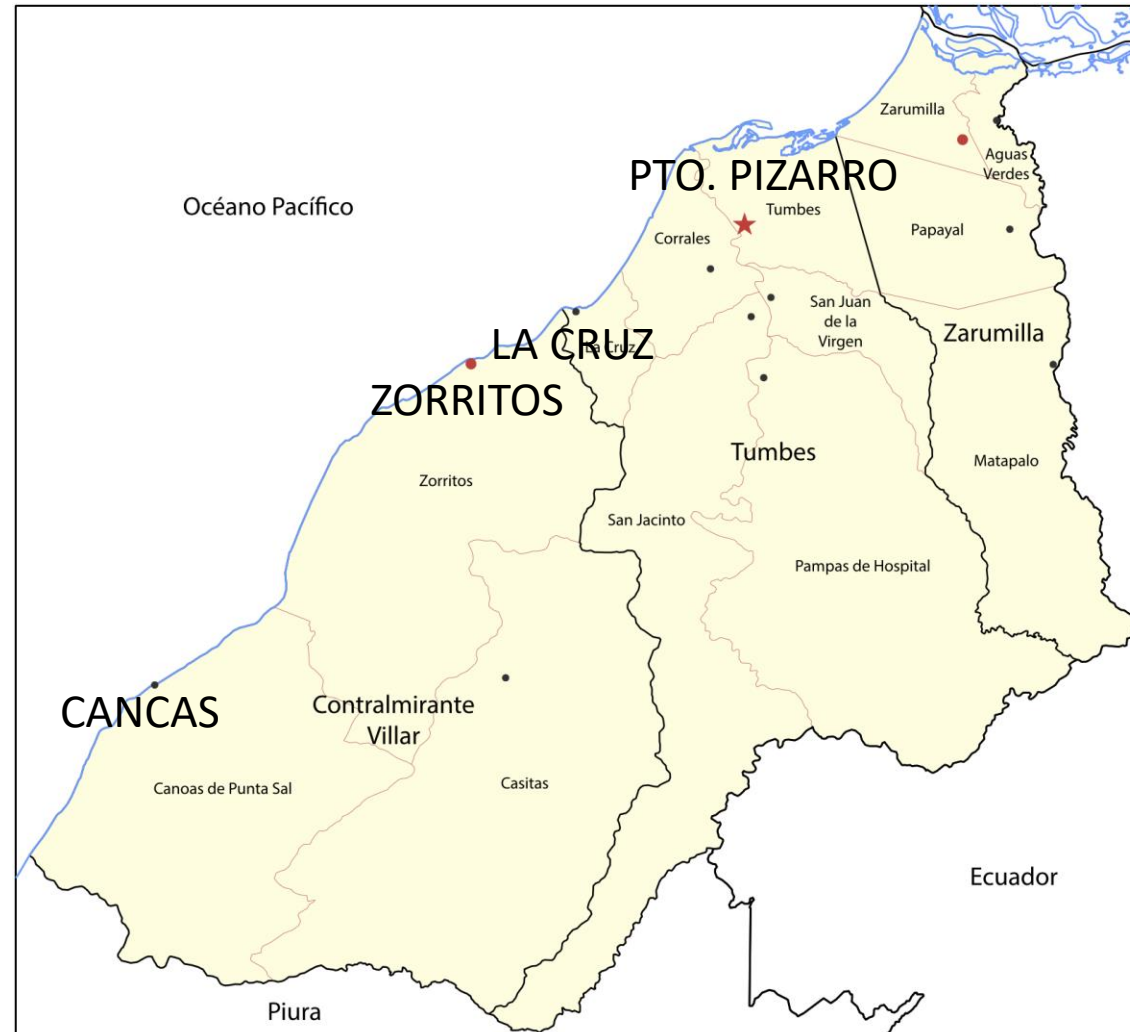 Zarumilla
Aguas
Verdes
PTO. PIZARRO
Océano Pacífico
Tumbes
Papayal
Corrales
San Juan
de la
Virgen
Zarumilla
La Cruz
LA CRUZ
ZORRITOS
Tumbes
Matapalo
Zorritos
San Jacinto
Pampas de Hospital
CANCAS
Contralmirante
Villar
Canoas de Punta Sal
Casitas
Ecuador
Piura